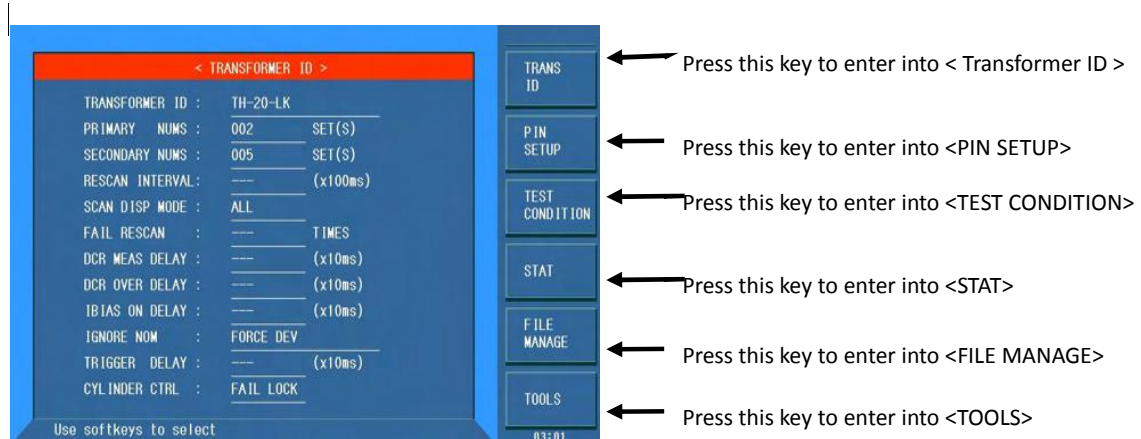 < TRANSFORMER ID >
TRANSFORMER ID : TH-20-LK
PRIMARY NUMS : 002 SET(S)
SECONDARY NUMS : 005 SET(S)
RESCAN INTERVAL: --- (x100ms)
SCAN DISP MODE : ALL
FAIL RESCAN : --- TIMES
DCR MEAS DELAY : --- (x10ms)
DCR OVER DELAY : --- (x10ms)
IBIAS ON DELAY : --- (x10ms)
IGNORE NOM : FORCE DEV
TRIGGER DELAY : --- (x10ms)
CYLINDER CTRL : FAIL LOCK
Use softkeys to select
TRANS
ID
PIN
SETUP
TEST
CONDITION
STAT
FILE
MANAGE
TOOLS
03:01
Press this key to enter into < Transformer ID >
Press this key to enter into <PIN SETUP>
Press this key to enter into <TEST CONDITION>
Press this key to enter into <STAT>
Press this key to enter into <FILE MANAGE>
Press this key to enter into <TOOLS>